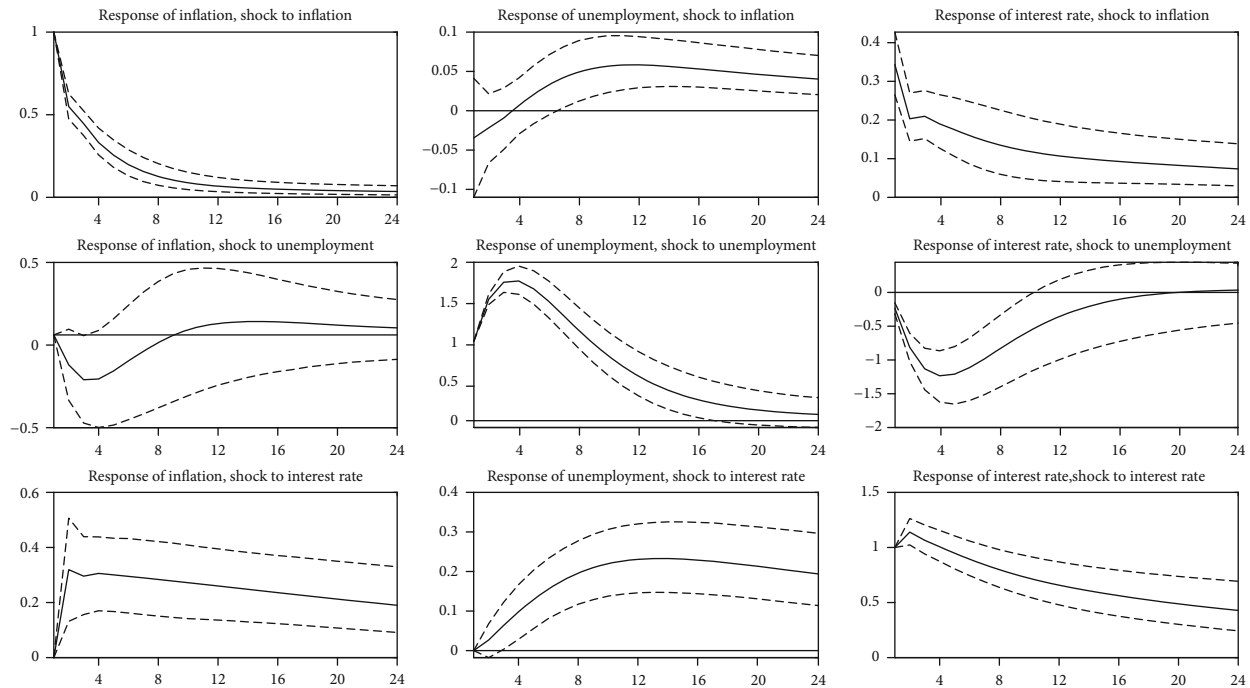 Response of inflation, shock to inflation
1
0.5
0
4 8 12 16 20 24
Response of unemployment, shock to inflation
0.1
0.05
0
−0.05
−0.1
4 8 12 16 20 24
Response of interest rate, shock to inflation
0.4
0.3
0.2
0.1
0
4 8 12 16 20 24
Response of inflation, shock to unemployment
0.5
0
−0.5
4 8 12 16 20 24
Response of unemployment, shock to unemployment
2
1.5
1
0.5
0
4 8 12 16 20 24
Response of interest rate, shock to unemployment
0
−0.5
−1
−1.5
−2
4 8 12 16 20 24
Response of inflation, shock to interest rate
0.6
0.4
0.2
0
4 8 12 16 20 24
Response of unemployment, shock to interest rate
0.4
0.3
0.2
0.1
0
4 8 12 16 20 24
Response of interest rate,shock to interest rate
1.5
1
0.5
0
4 8 12 16 20 24